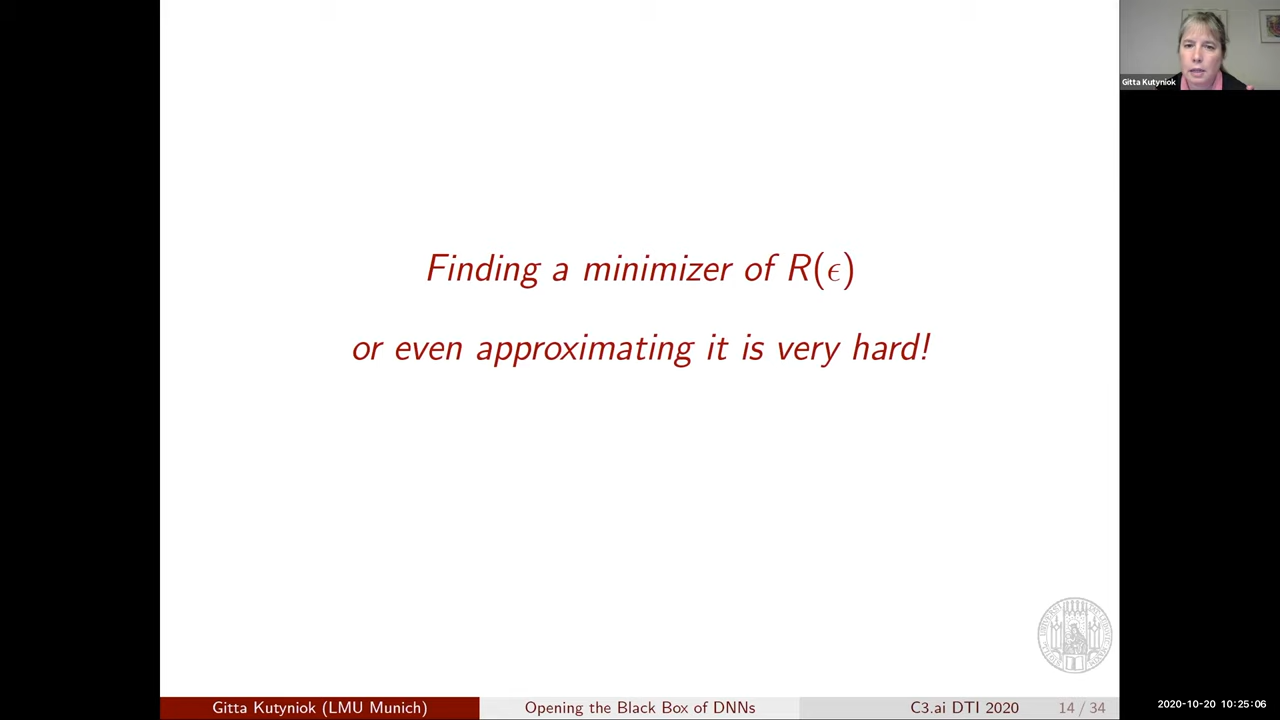 Gitta Kutyniok
Finding a minimizer of R(ϵ)
or even approximating it is very hard!
Gitta Kutyniok (LMU Munich)
Opening the Black Box of DNNs
C3.ai DTI 2020
14 / 34
2020-10-20 10:25:06